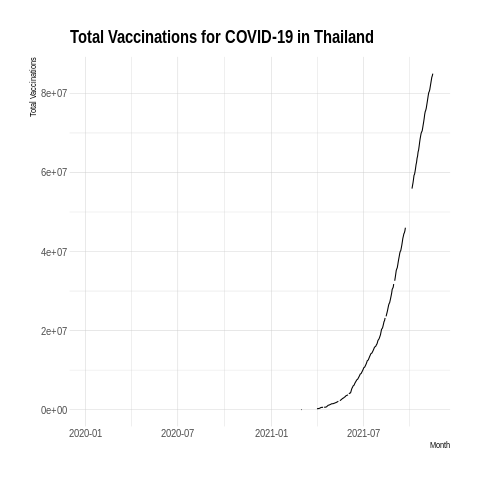 Total Vaccinations for COVID-19 in Thailand
Total Vaccinations
8e+07
6e+07
4e+07
2e+07
0e+00
2020-01 2020-07 2021-01 2021-07
Month